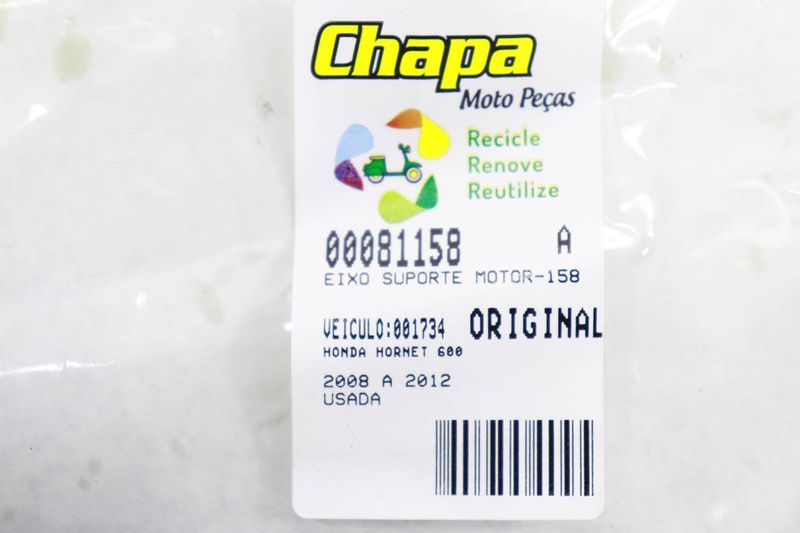 Chapa
Moto Peças
Recicle
Renove
Reutilize
00081158 A
EIXO SUPORTE MOTOR-158
VEICULO:001734 ORIGINAL
HONDA HORNET 600
2008 A 2012
USADA